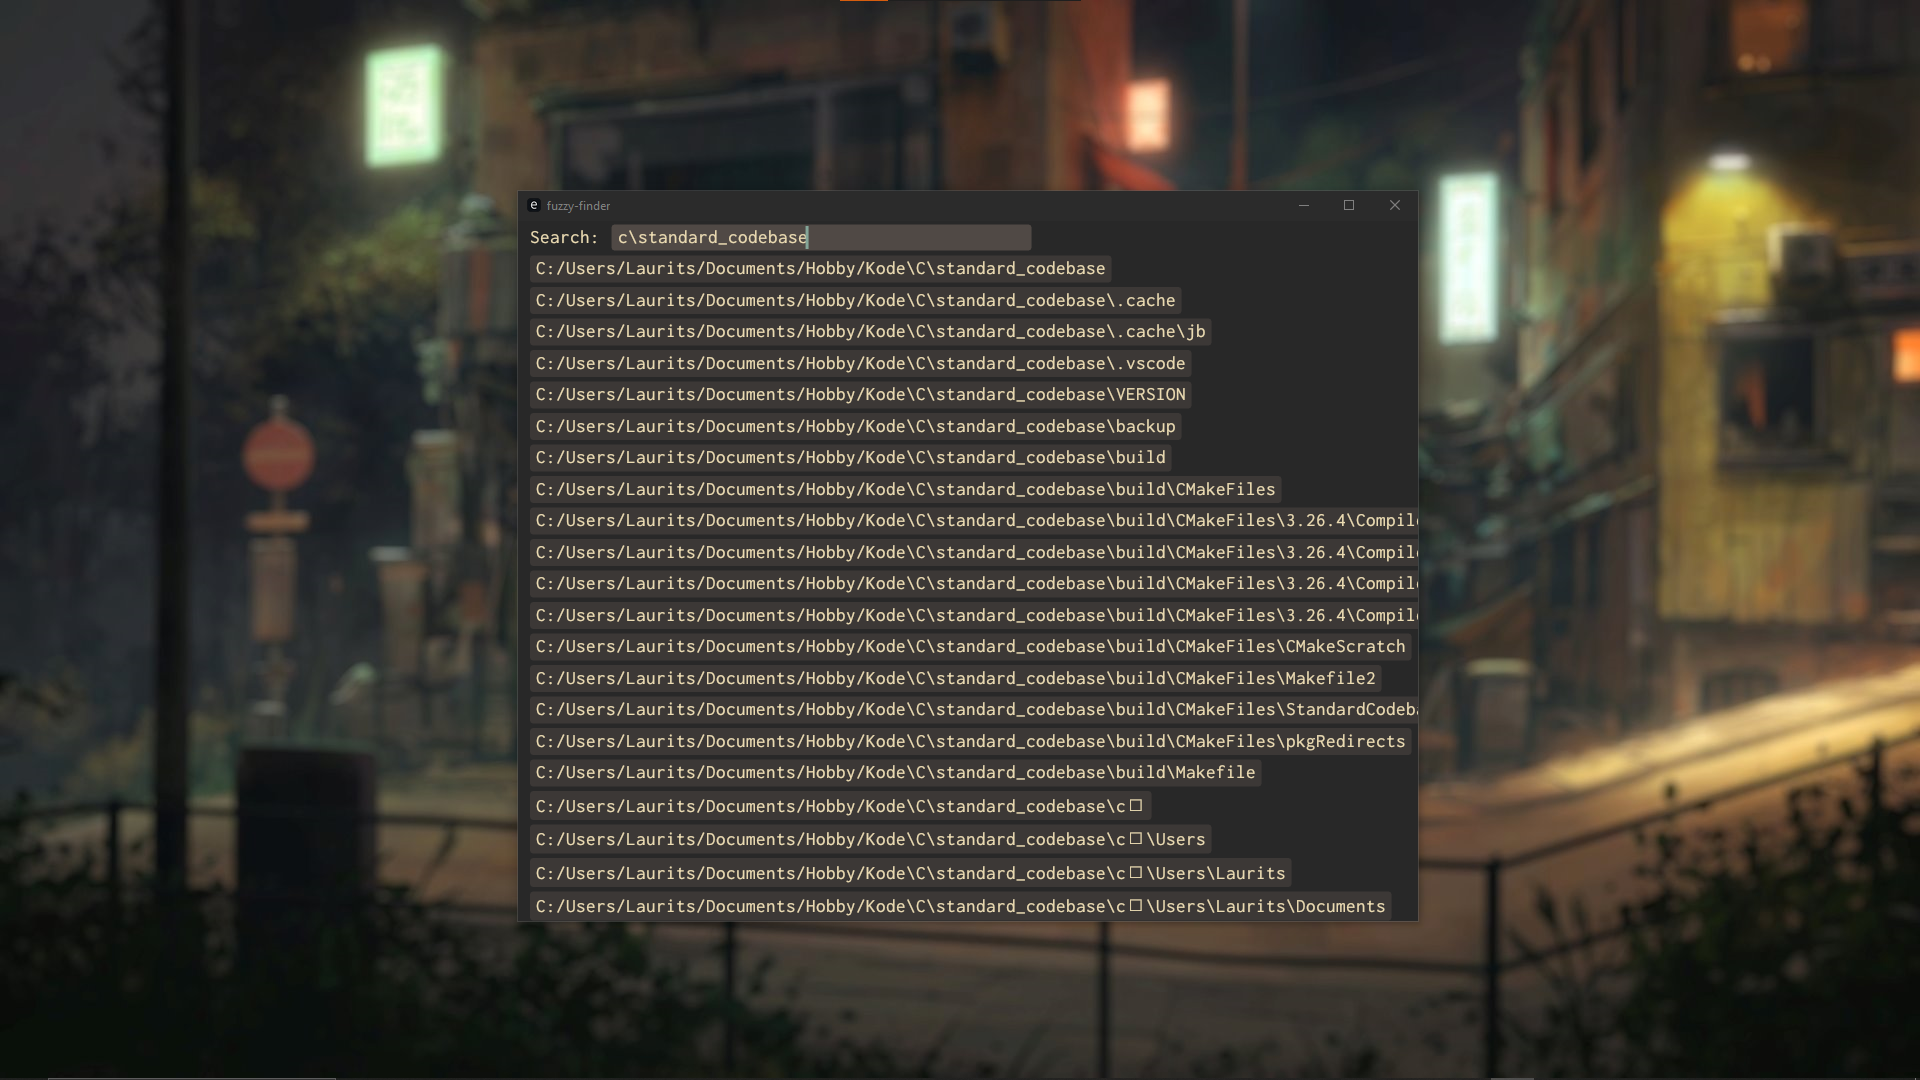 fuzzy-finder
Search: c\standard_codebase
C:/Users/Laurits/Documents/Hobby/Kode\C\standard_codebase
C:/Users/Laurits/Documents/Hobby/Kode\C\standard_codebase\.cache
C:/Users/Laurits/Documents/Hobby/Kode\C\standard_codebase\.cache\jb
C:/Users/Laurits/Documents/Hobby/Kode\C\standard_codebase\.vscode
C:/Users/Laurits/Documents/Hobby/Kode\C\standard_codebase\VERSION
C:/Users/Laurits/Documents/Hobby/Kode\C\standard_codebase\backup
C:/Users/Laurits/Documents/Hobby/Kode\C\standard_codebase\build
C:/Users/Laurits/Documents/Hobby/Kode\C\standard_codebase\build\CMakeFiles
C:/Users/Laurits/Documents/Hobby/Kode\C\standard_codebase\build\CMakeFiles\3.26.4\Compile
C:/Users/Laurits/Documents/Hobby/Kode\C\standard_codebase\build\CMakeFiles\3.26.4\Compile
C:/Users/Laurits/Documents/Hobby/Kode\C\standard_codebase\build\CMakeFiles\3.26.4\Compile
C:/Users/Laurits/Documents/Hobby/Kode\C\standard_codebase\build\CMakeFiles\3.26.4\Compile
C:/Users/Laurits/Documents/Hobby/Kode\C\standard_codebase\build\CMakeFiles\CMakeScratch
C:/Users/Laurits/Documents/Hobby/Kode\C\standard_codebase\build\CMakeFiles\Makefile2
C:/Users/Laurits/Documents/Hobby/Kode\C\standard_codebase\build\CMakeFiles\StandardCodeba
C:/Users/Laurits/Documents/Hobby/Kode\C\standard_codebase\build\CMakeFiles\pkgRedirects
C:/Users/Laurits/Documents/Hobby/Kode\C\standard_codebase\build\Makefile
C:/Users/Laurits/Documents/Hobby/Kode\C\standard_codebase\c□
C:/Users/Laurits/Documents/Hobby/Kode\C\standard_codebase\c□\Users
C:/Users/Laurits/Documents/Hobby/Kode\C\standard_codebase\c□\Users\Laurits
C:/Users/Laurits/Documents/Hobby/Kode\C\standard_codebase\c□\Users\Laurits\Documents